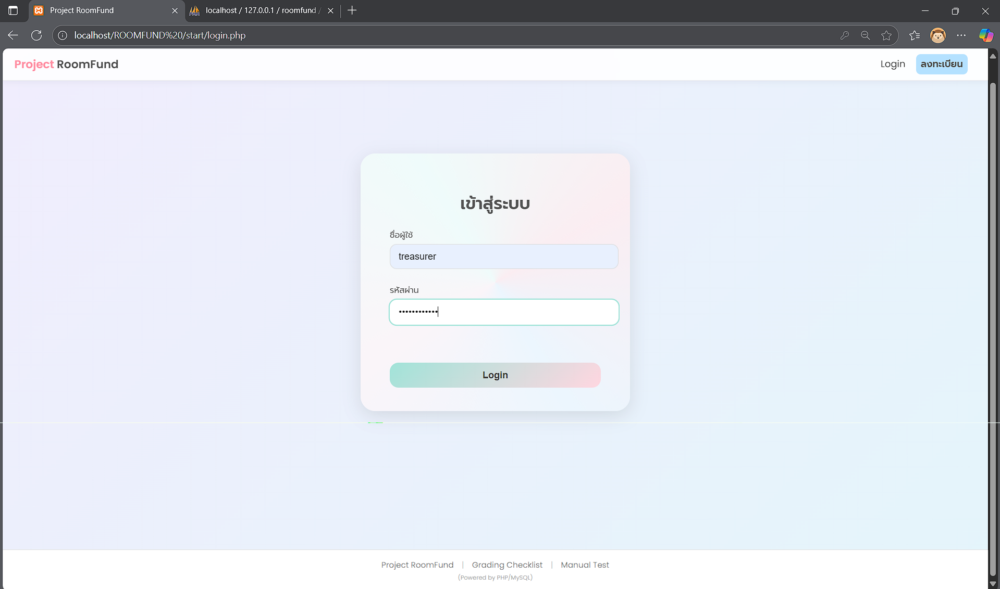 Project RoomFund
localhost / 127.0.0.1 / roomfund /
localhost/ROOMFUND%20/start/login.php
Project RoomFund
Login
ลงทะเบียน
เข้าสู่ระบบ
ชื่อผู้ใช้
treasurer
รหัสผ่าน
••••••••••••
Login
Project RoomFund | Grading Checklist | Manual Test
(Powered by PHP/MySQL)